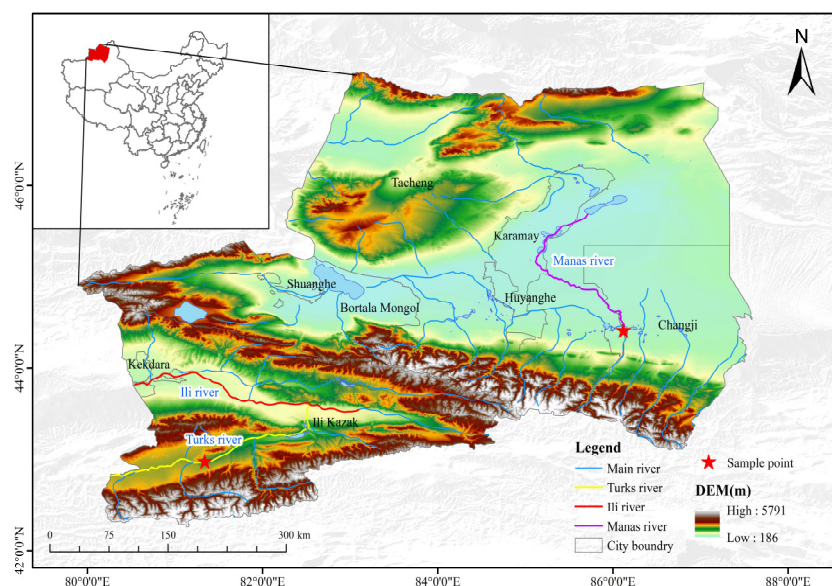 N
46°0'0"N
44°0'0"N
42°0'0"N
Tacheng
Karamay
Manas river
Shuanghe
Bortala Mongol
Huyanghe
Changji
Kekdara
Ili river
Ili Kazak
Turks river
Legend
Main river
Turks river
Ili river
Manas river
City boundry
Sample point
DEM(m)
High : 5791
Low : 186
0 75 150 300 km
80°0'0"E 82°0'0"E 84°0'0"E 86°0'0"E 88°0'0"E